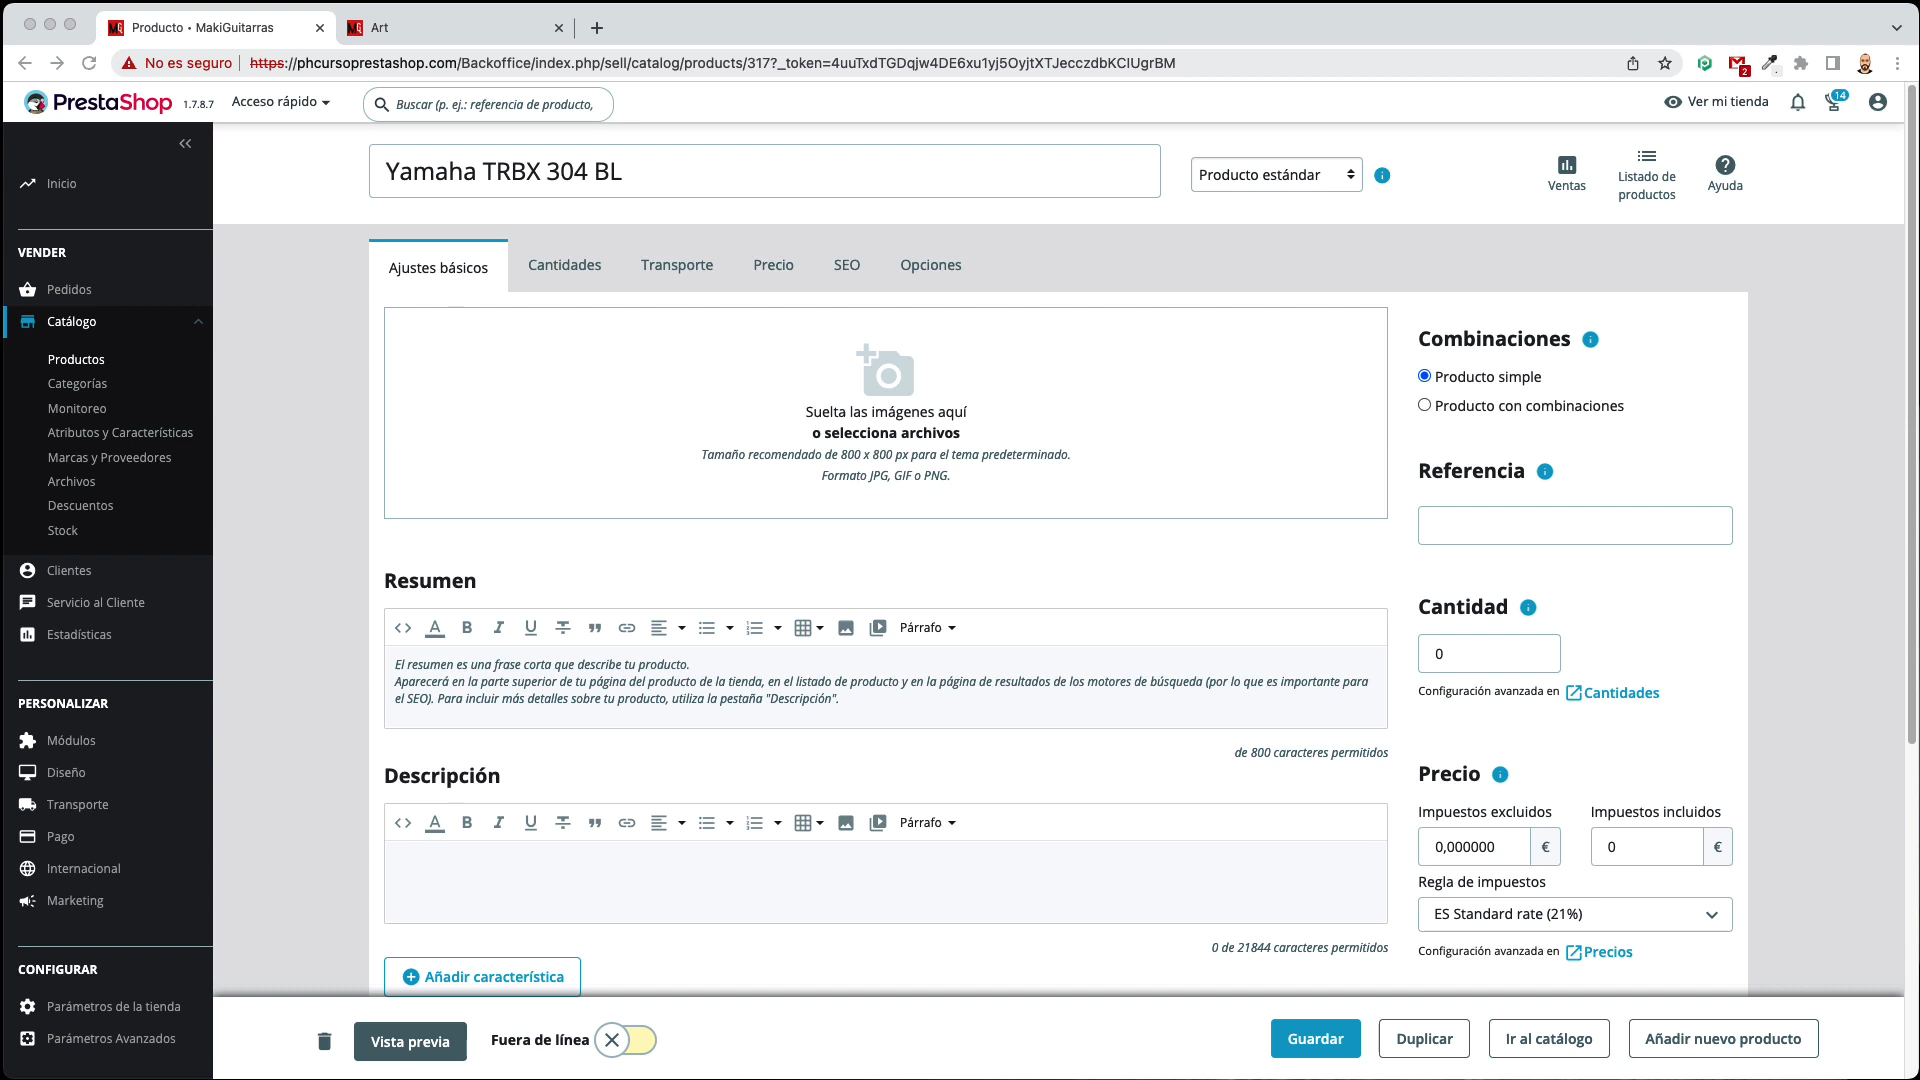 Producto • MakiGuitarras
Art
No es seguro
https://phcursoprestashop.com/Backoffice/index.php/sell/catalog/products/317?_token=4uuTxdTGDqjw4DE6xu1yj5OyjtXTJecczdbKCIUgrBM
2
PrestaShop 1.7.8.7
Acceso rápido
Buscar (p. ej.: referencia de producto,
Ver mi tienda
14
Inicio
VENDER
Pedidos
Catálogo
Productos
Categorías
Monitoreo
Atributos y Características
Marcas y Proveedores
Archivos
Descuentos
Stock
Clientes
Servicio al Cliente
Estadísticas
PERSONALIZAR
Módulos
Diseño
Transporte
Pago
Internacional
Marketing
CONFIGURAR
Parámetros de la tienda
Parámetros Avanzados
Yamaha TRBX 304 BL
Producto estándar
Ventas
Listado de
productos
Ayuda
Ajustes básicos
Cantidades
Transporte
Precio
SEO
Opciones
Suelta las imágenes aquí
o selecciona archivos
Tamaño recomendado de 800 x 800 px para el tema predeterminado.
Formato JPG, GIF o PNG.
Resumen
Párrafo
El resumen es una frase corta que describe tu producto.
Aparecerá en la parte superior de tu página del producto de la tienda, en el listado de producto y en la página de resultados de los motores de búsqueda (por lo que es importante para
el SEO). Para incluir más detalles sobre tu producto, utiliza la pestaña "Descripción".
de 800 caracteres permitidos
Descripción
Párrafo
0 de 21844 caracteres permitidos
Añadir característica
Combinaciones
Producto simple
Producto con combinaciones
Referencia
Cantidad
0
Configuración avanzada en Cantidades
Precio
Impuestos excluidos
Impuestos incluidos
0,000000 €
0 €
Regla de impuestos
ES Standard rate (21%)
Configuración avanzada en Precios
Vista previa
Fuera de línea
Guardar
Duplicar
Ir al catálogo
Añadir nuevo producto